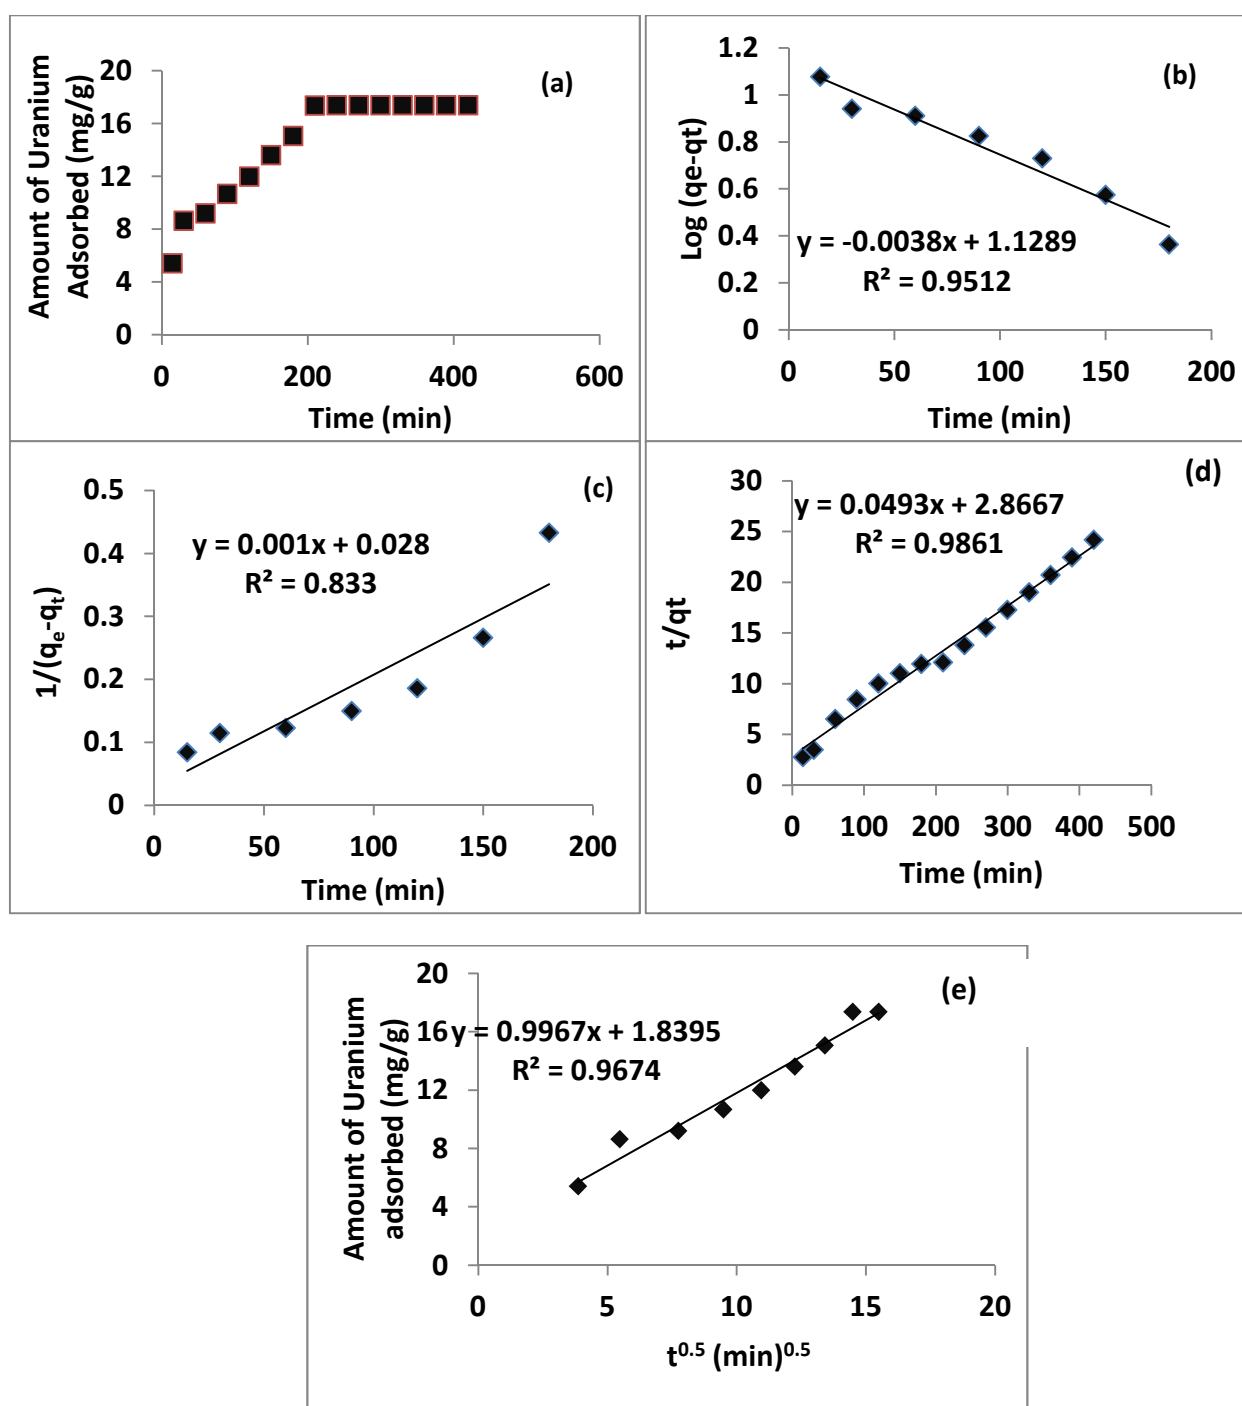 (a)
Amount of Uranium
Adsorbed (mg/g)
20
16
12
8
4
0
0 200 400 600
Time (min)
(b)
Log (qe-qt)
1.2
1
0.8
0.6
0.4
0.2
0
y = -0.0038x + 1.1289
R² = 0.9512
0 50 100 150 200
Time (min)
(c)
1/(qe-qt)
0.5
0.4
0.3
0.2
0.1
0
y = 0.001x + 0.028
R² = 0.833
0 50 100 150 200
Time (min)
(d)
t/qt
30
25
20
15
10
5
0
y = 0.0493x + 2.8667
R² = 0.9861
0 100 200 300 400 500
Time (min)
(e)
Amount of Uranium
adsorbed (mg/g)
20
16
12
8
4
0
y = 0.9967x + 1.8395
R² = 0.9674
0 5 10 15 20
t^0.5 (min)^0.5